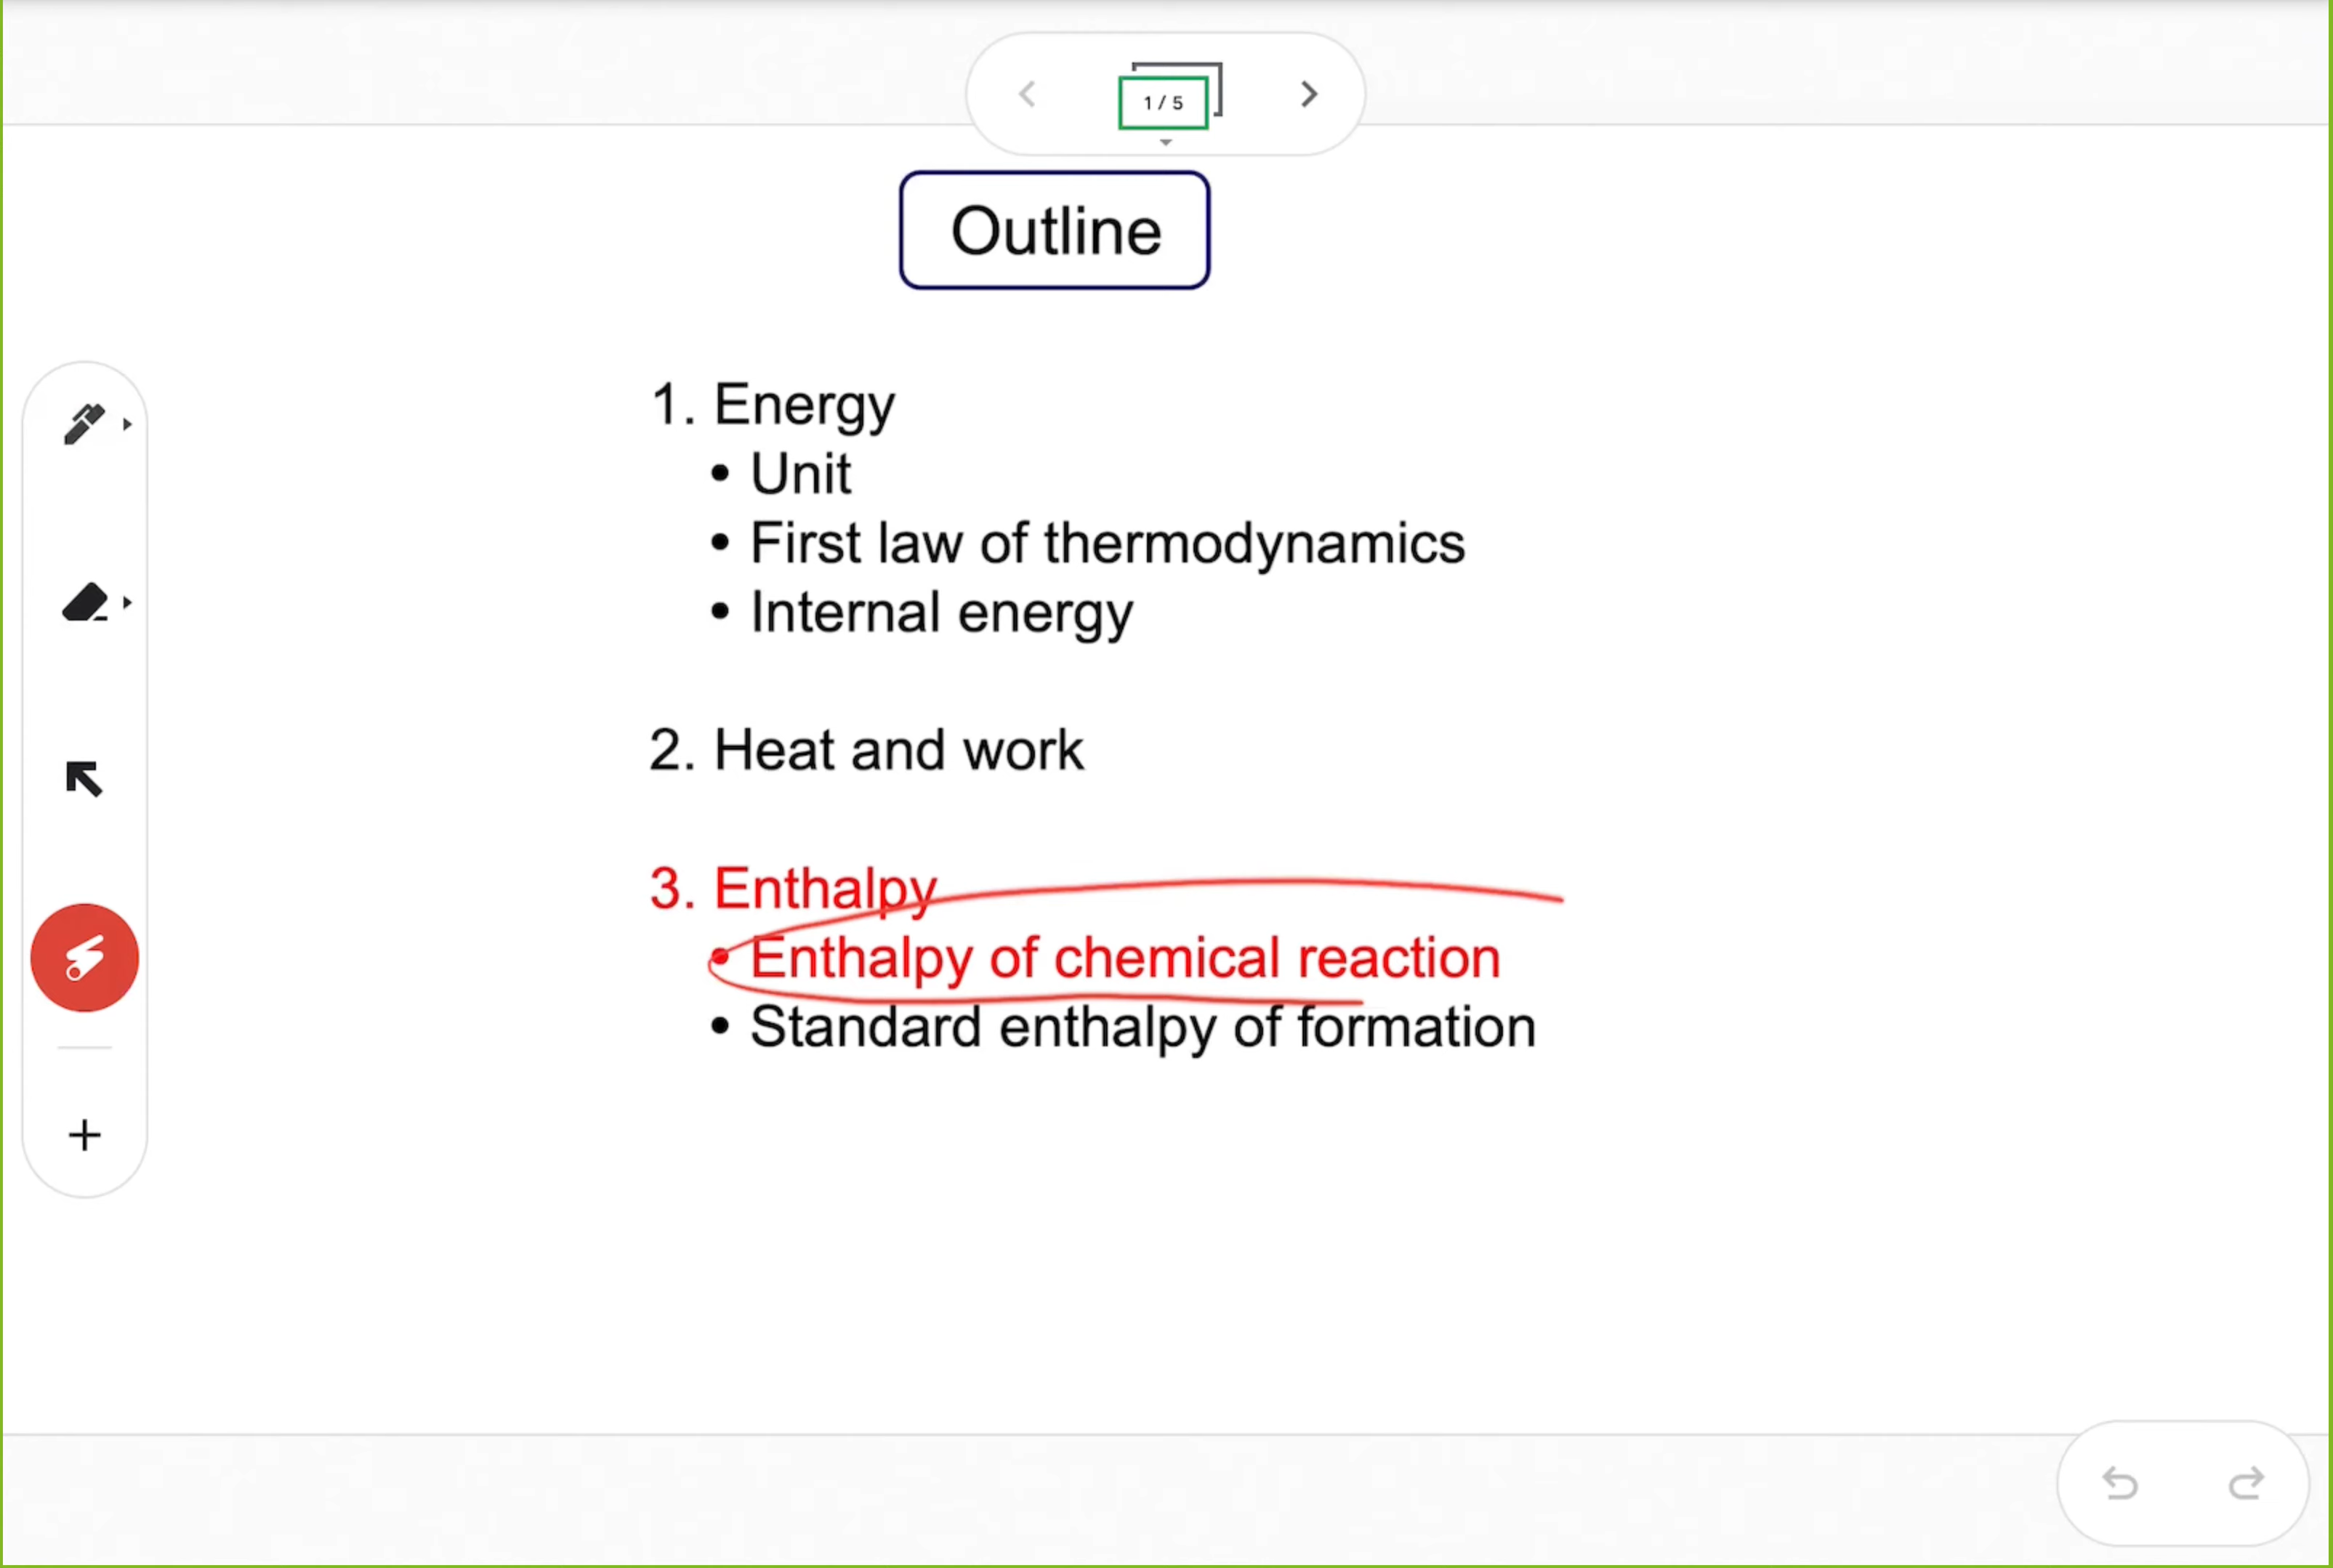 1 / 5
Outline
1. Energy
• Unit
• First law of thermodynamics
• Internal energy
2. Heat and work
3. Enthalpy
• Enthalpy of chemical reaction
• Standard enthalpy of formation